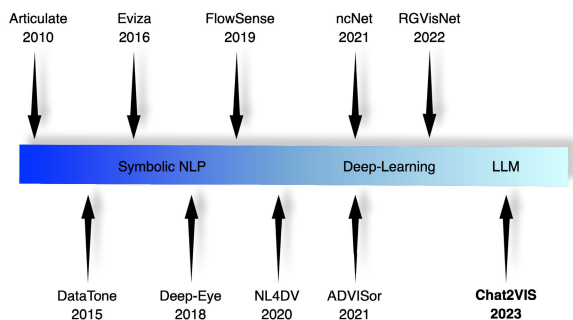 Articulate
2010
Eviza
2016
FlowSense
2019
ncNet
2021
RGVisNet
2022
Symbolic NLP
Deep-Learning
LLM
DataTone
2015
Deep-Eye
2018
NL4DV
2020
ADVISor
2021
Chat2VIS
2023